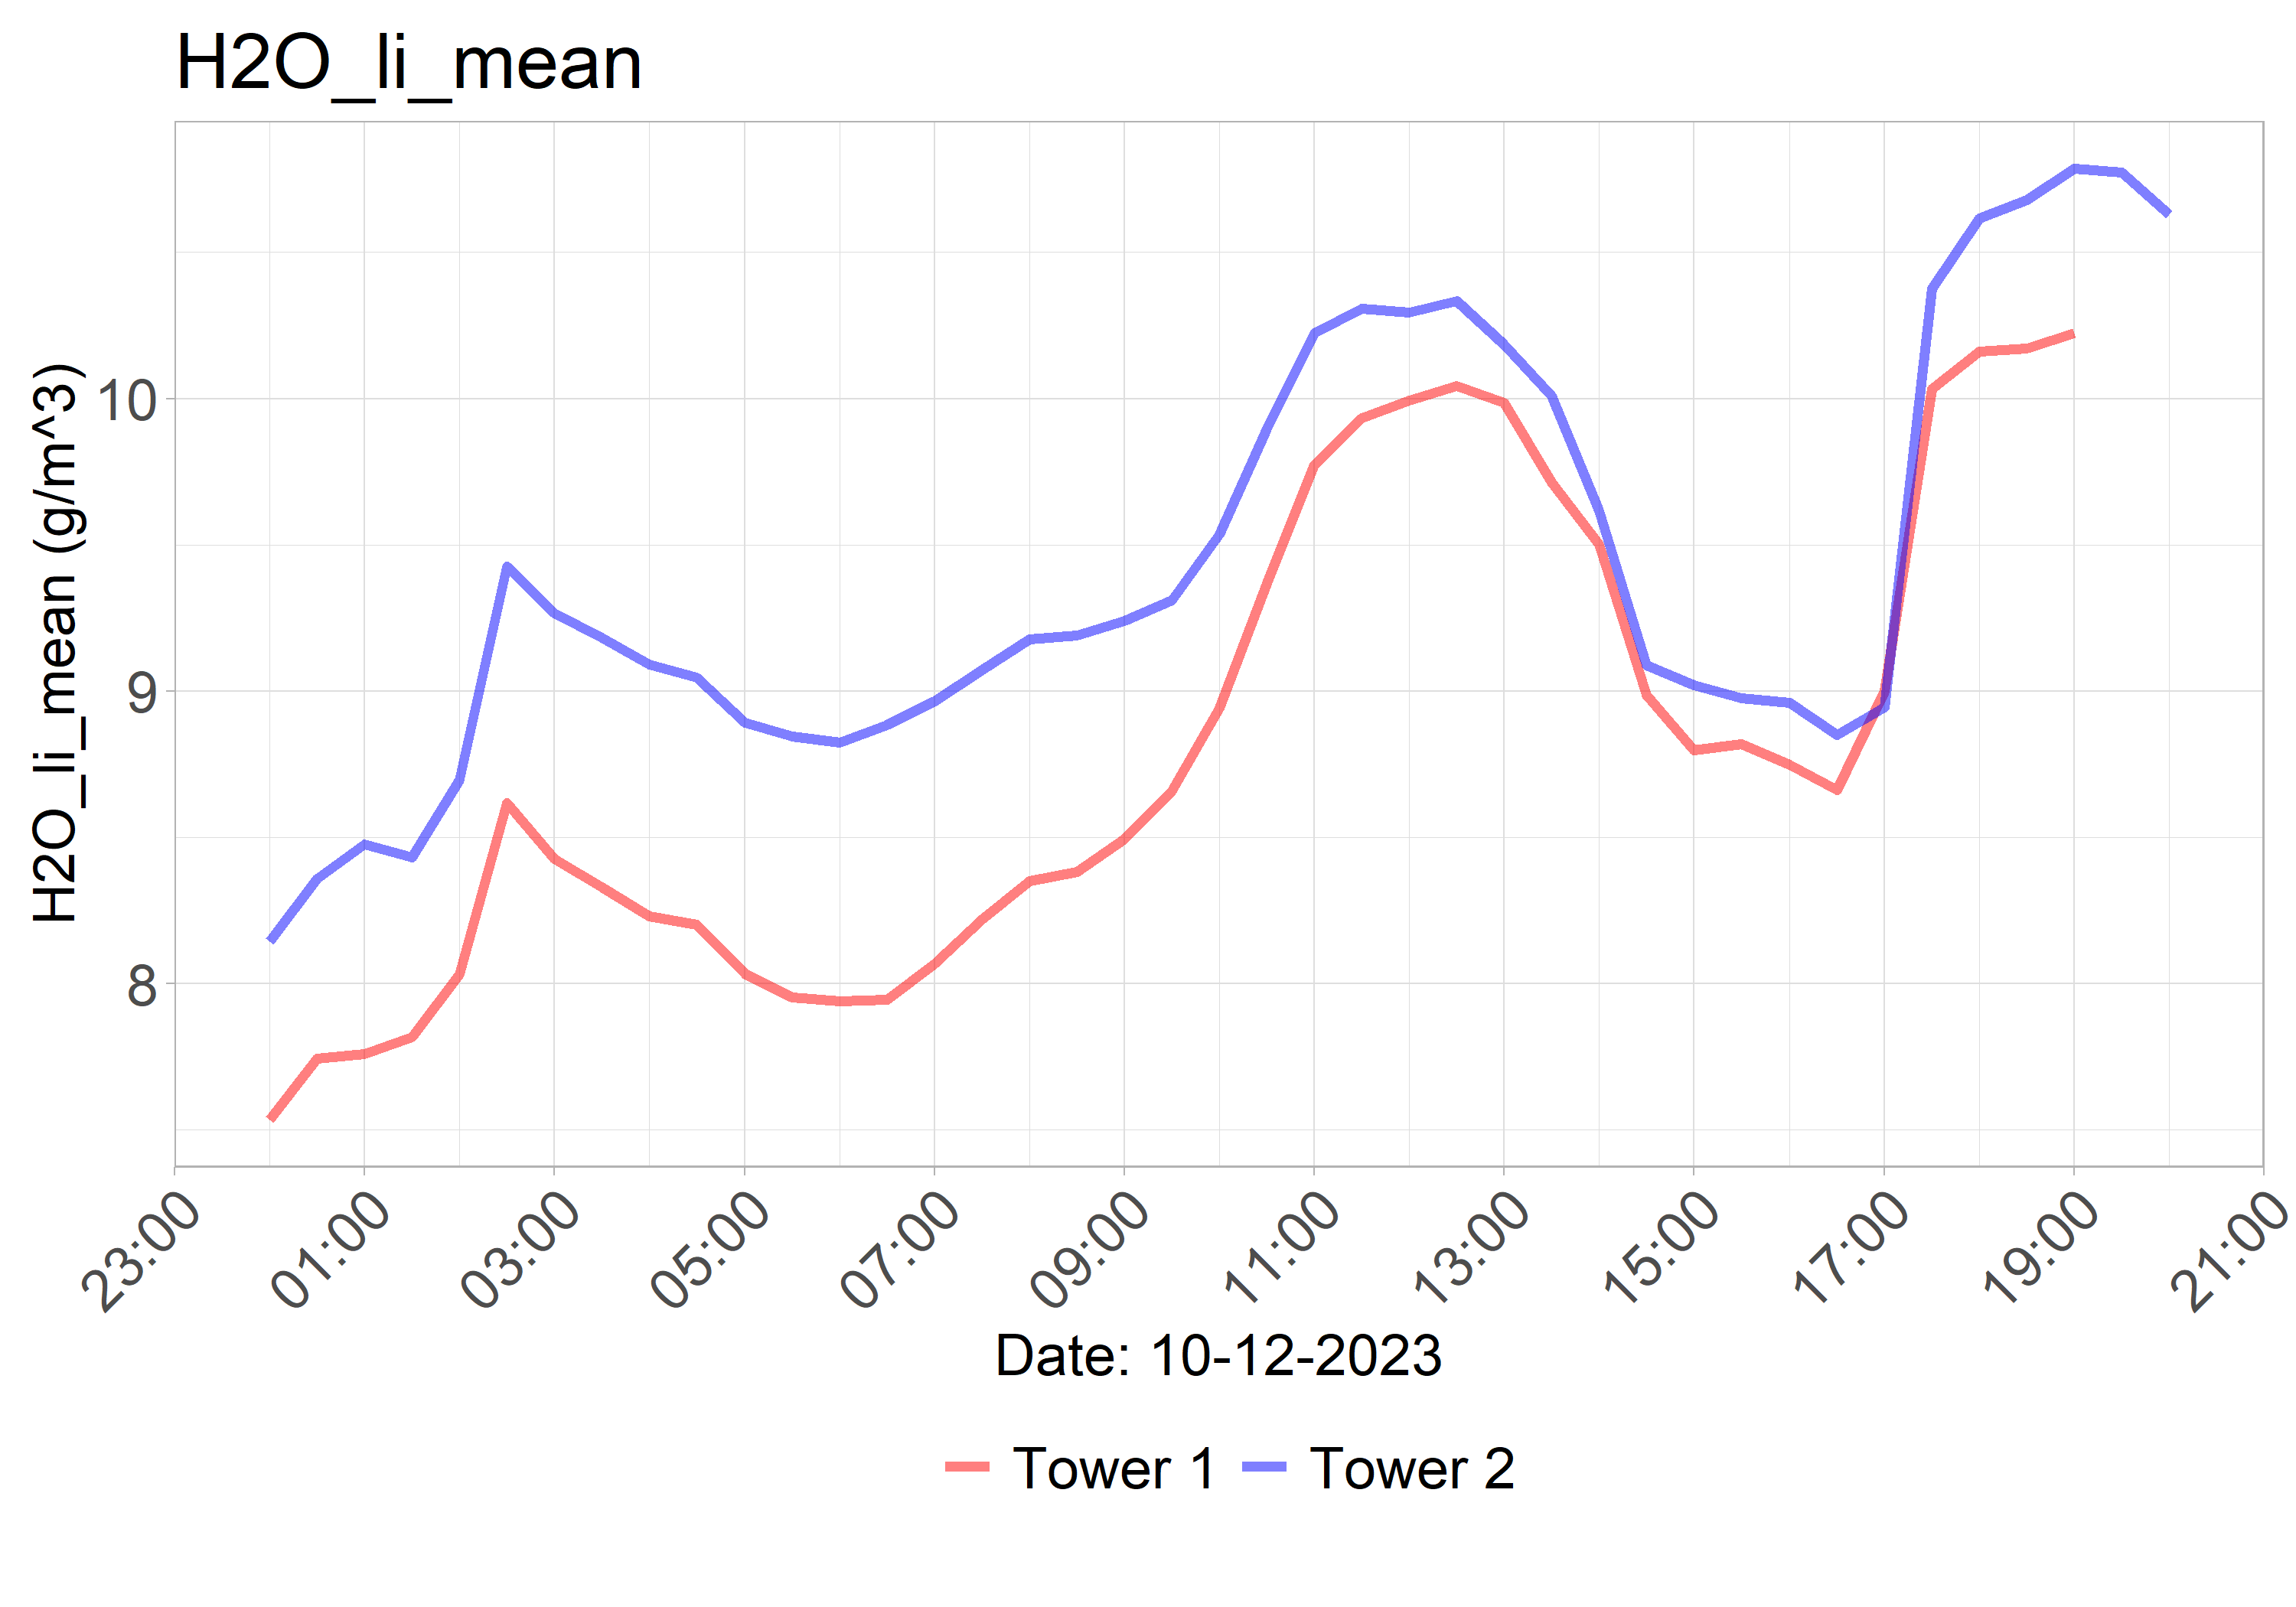 H2O_li_mean
H2O_li_mean (g/m^3)
10
9
8
23:00 01:00 03:00 05:00 07:00 09:00 11:00 13:00 15:00 17:00 19:00 21:00
Date: 10-12-2023
Tower 1 Tower 2